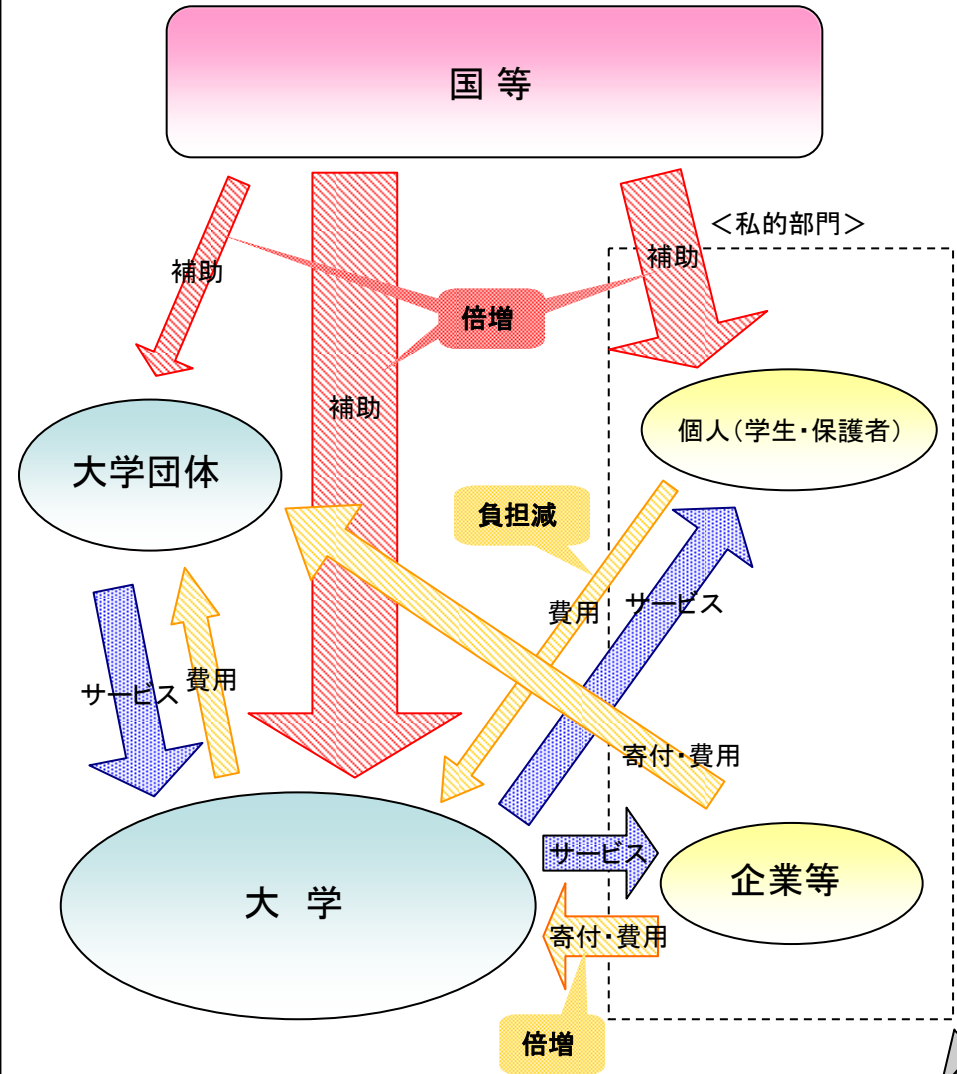 国 等
＜私的部門＞
補助
補助
倍増
補助
個人（学生・保護者）
大学団体
負担減
費用
サービス
サービス
費用
寄付・費用
サービス
企業等
大 学
寄付・費用
倍増